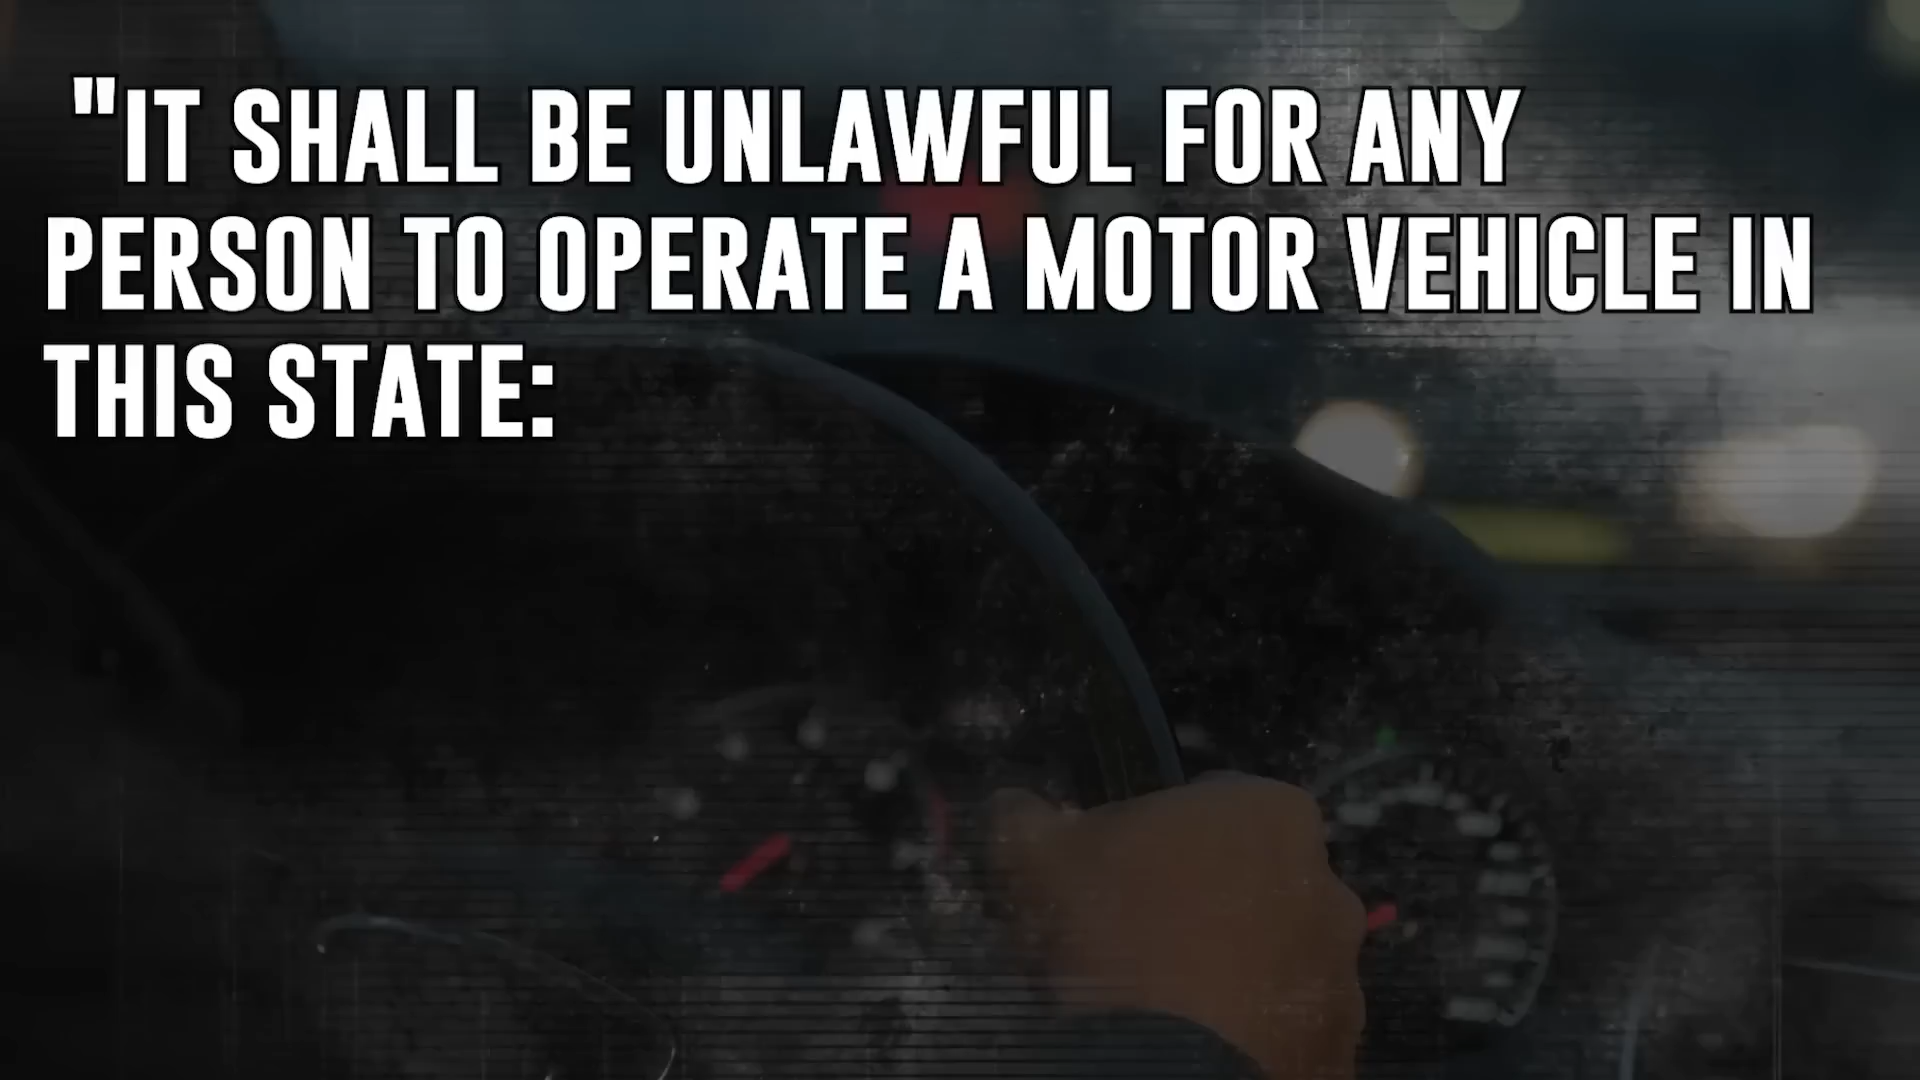 "IT SHALL BE UNLAWFUL FOR ANY
PERSON TO OPERATE A MOTOR VEHICLE IN
THIS STATE: